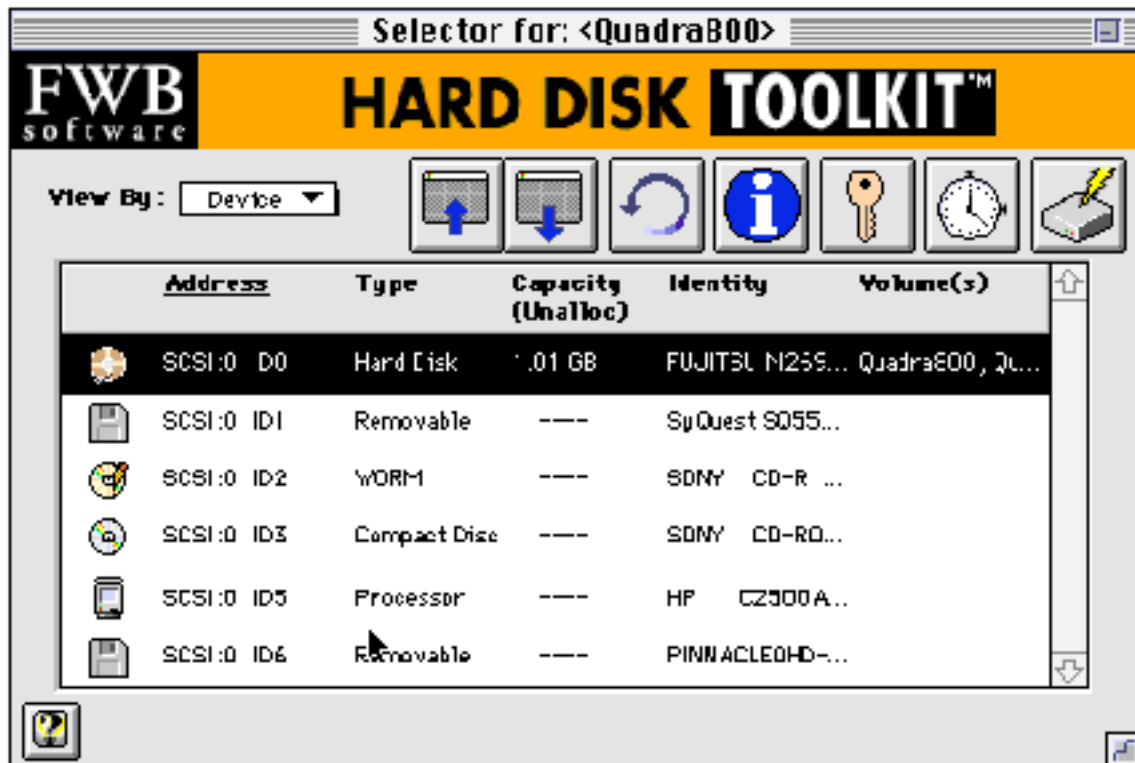 Selector for: <Quadra800>
FWB
software
HARD DISK TOOLKIT™
View By: Device
Address Type Capacity Identity Volume(s)
(Unalloc)
SCSI:0 ID0 Hard Disk 1.01 GB FUJITSU M269... Quadra800, Qu...
SCSI:0 ID1 Removable ---- SyQuest SQ55...
SCSI:0 ID2 WORM ---- SONY CD-R ...
SCSI:0 ID3 Compact Disc ---- SONY CD-RO...
SCSI:0 ID5 Processor ---- HP C2500A...
SCSI:0 ID6 Removable ---- PINNACLEOHD-...